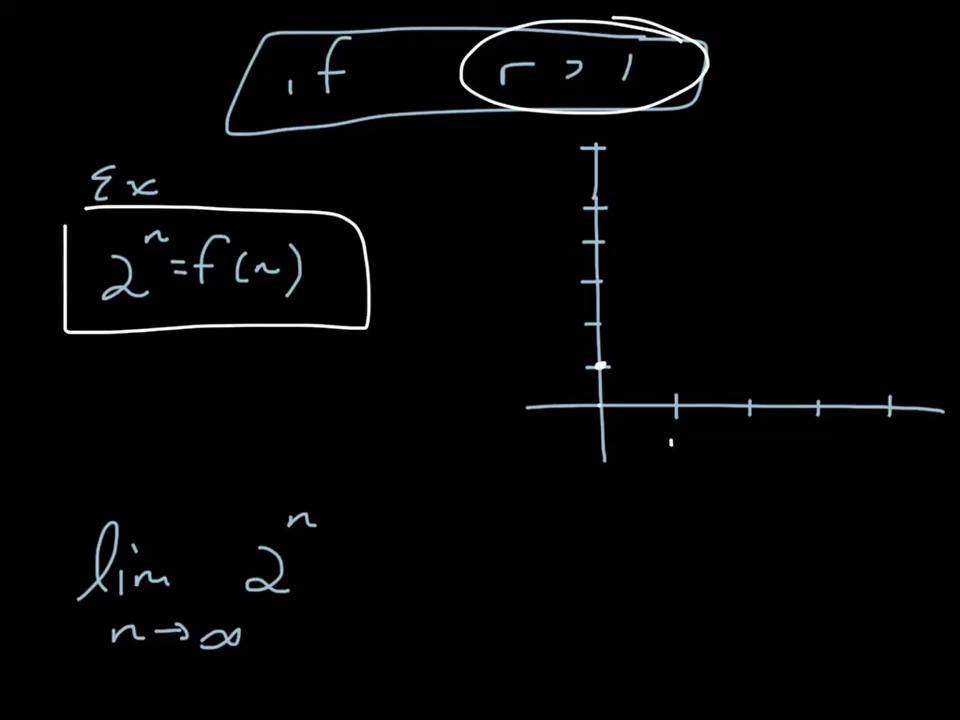 if r > 1
Ex
2^n = f(n)
lim 2^n
n → ∞